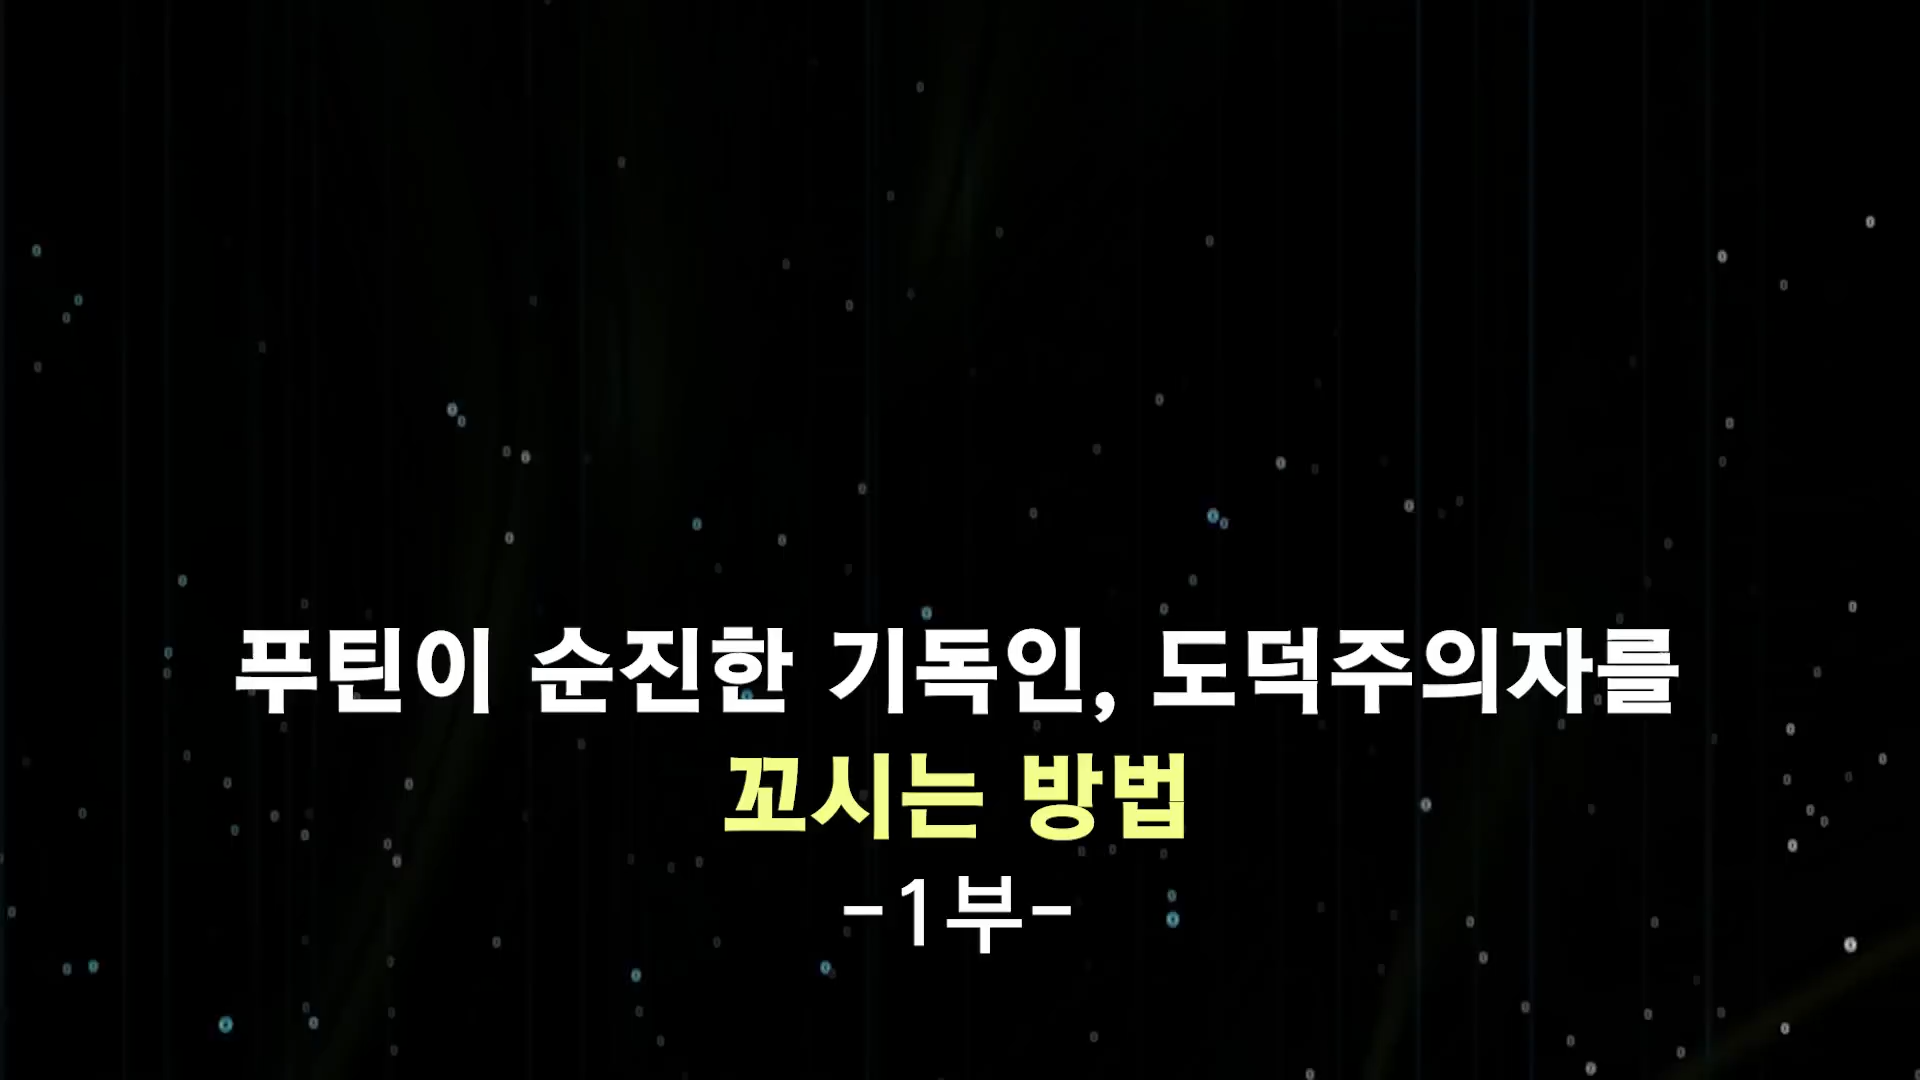 푸틴이 순진한 기독인, 도덕주의자를
꼬시는 방법
-1부-